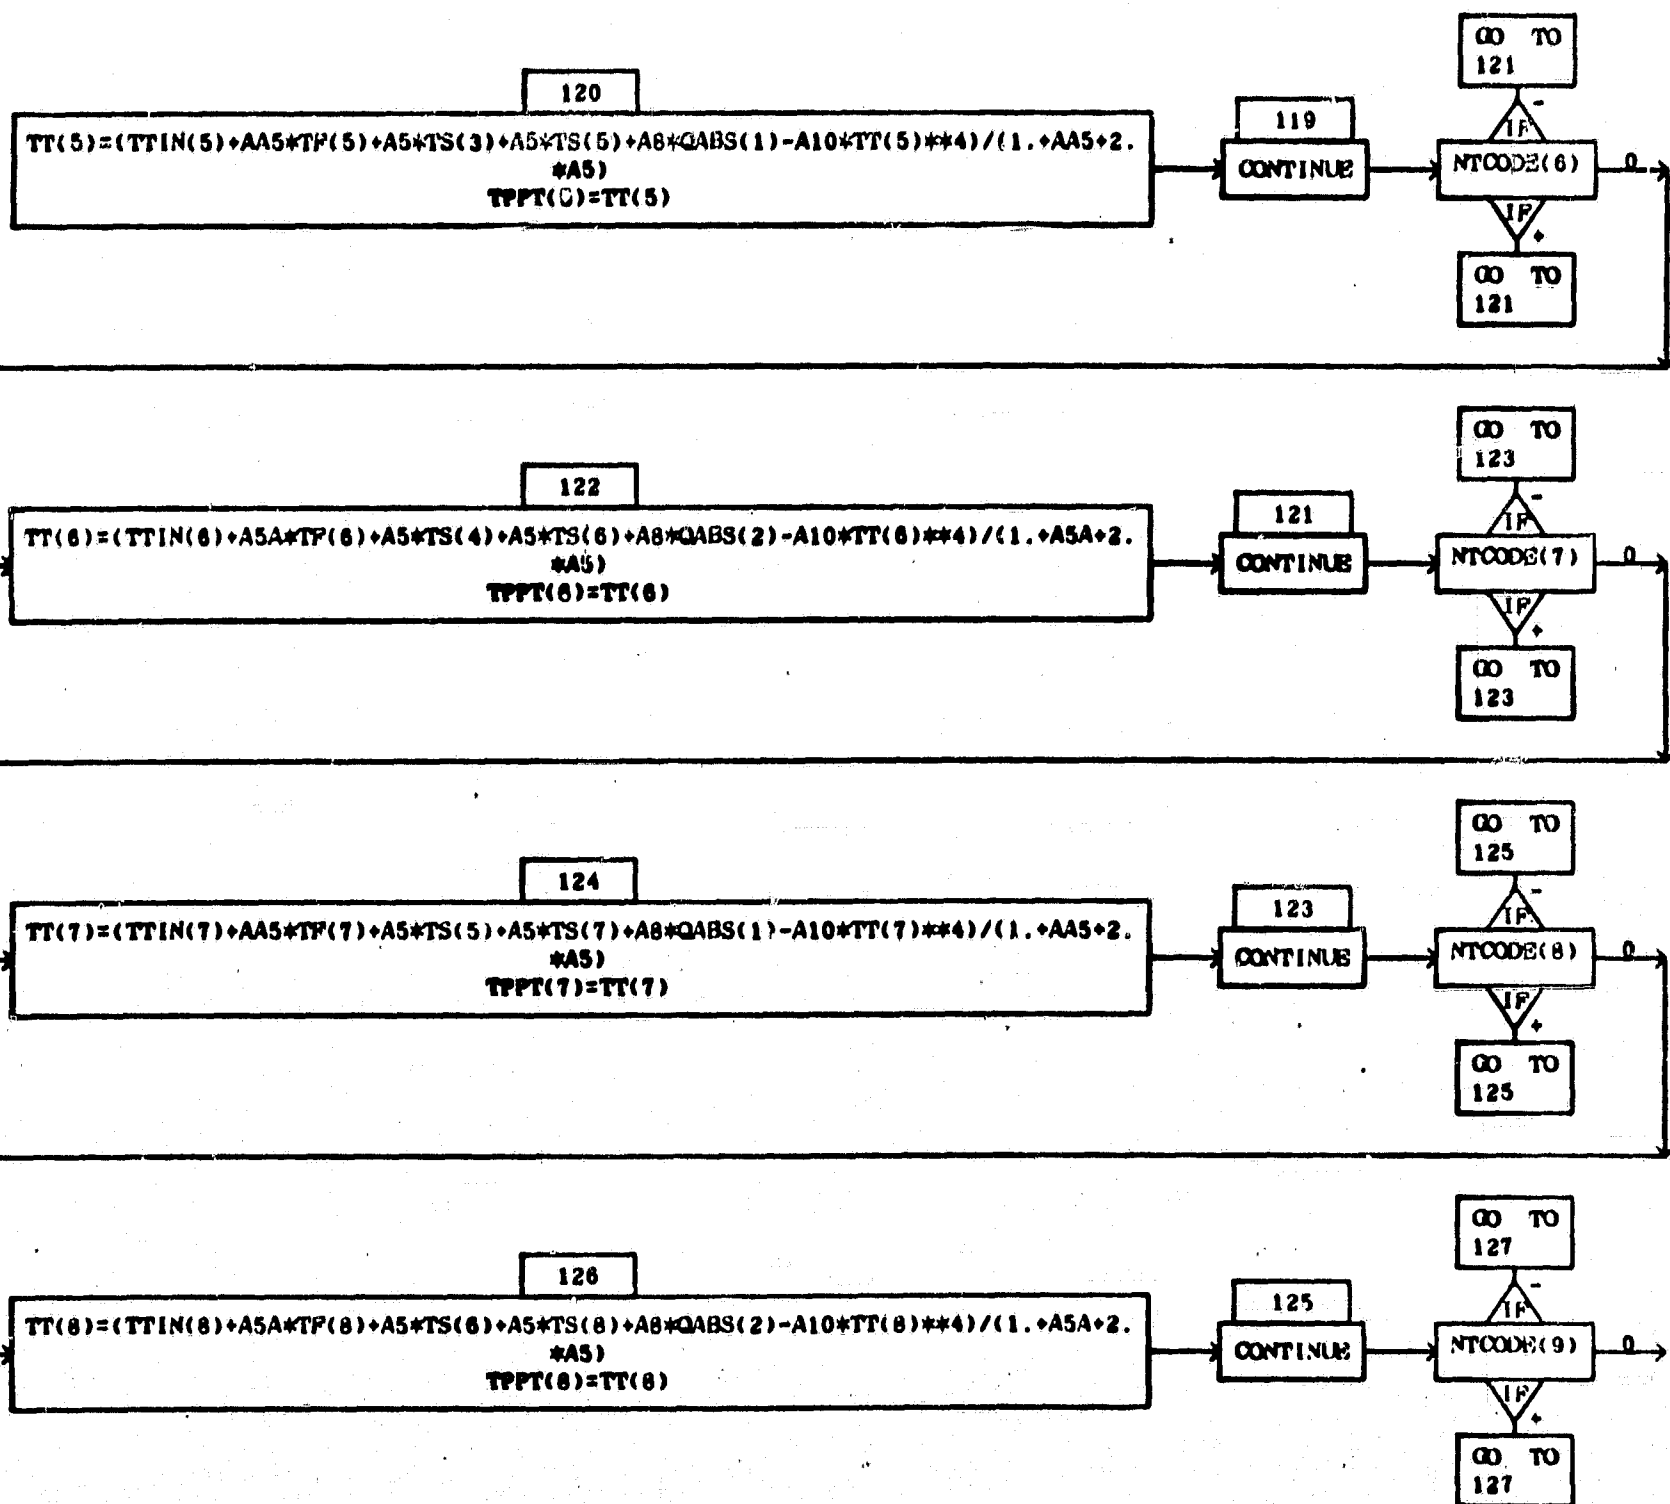 GO TO
121
120
TT(5)=(TTIN(5)+AA5*TF(5)+A5*TS(3)+A5*TS(5)+A8*QABS(1)-A10*TT(5)**4)/(1.+AA5+2.
*A5)
=TT(5)
119
CONTINUE
IF
-
NTCODE(6)
0
IF
+
GO TO
121
GO TO
123
122
TT(6)=(TTIN(6)+A5A*TF(6)+A5*TS(4)+A5*TS(6)+A8*QABS(2)-A10*TT(6)**4)/(1.+A5A+2.
*A5)
TPPT(6)=TT(6)
121
CONTINUE
IF
-
NTCODE(7)
0
IF
+
GO TO
123
GO TO
125
124
TT(7)=(TTIN(7)+AA5*TF(7)+A5*TS(5)+A5*TS(7)+A8*QABS(1)-A10*TT(7)**4)/(1.+AA5+2.
*A5)
TPPT(7)=TT(7)
123
CONTINUE
IF
-
NTCODE(8)
0
IF
+
GO TO
125
GO TO
127
126
TT(8)=(TTIN(8)+A5A*TF(8)+A5*TS(6)+A5*TS(8)+A8*QABS(2)-A10*TT(8)**4)/(1.+A5A+2.
*A5)
TPPT(8)=TT(8)
125
CONTINUE
IF
-
NTCODE(9)
0
IF
+
GO TO
127